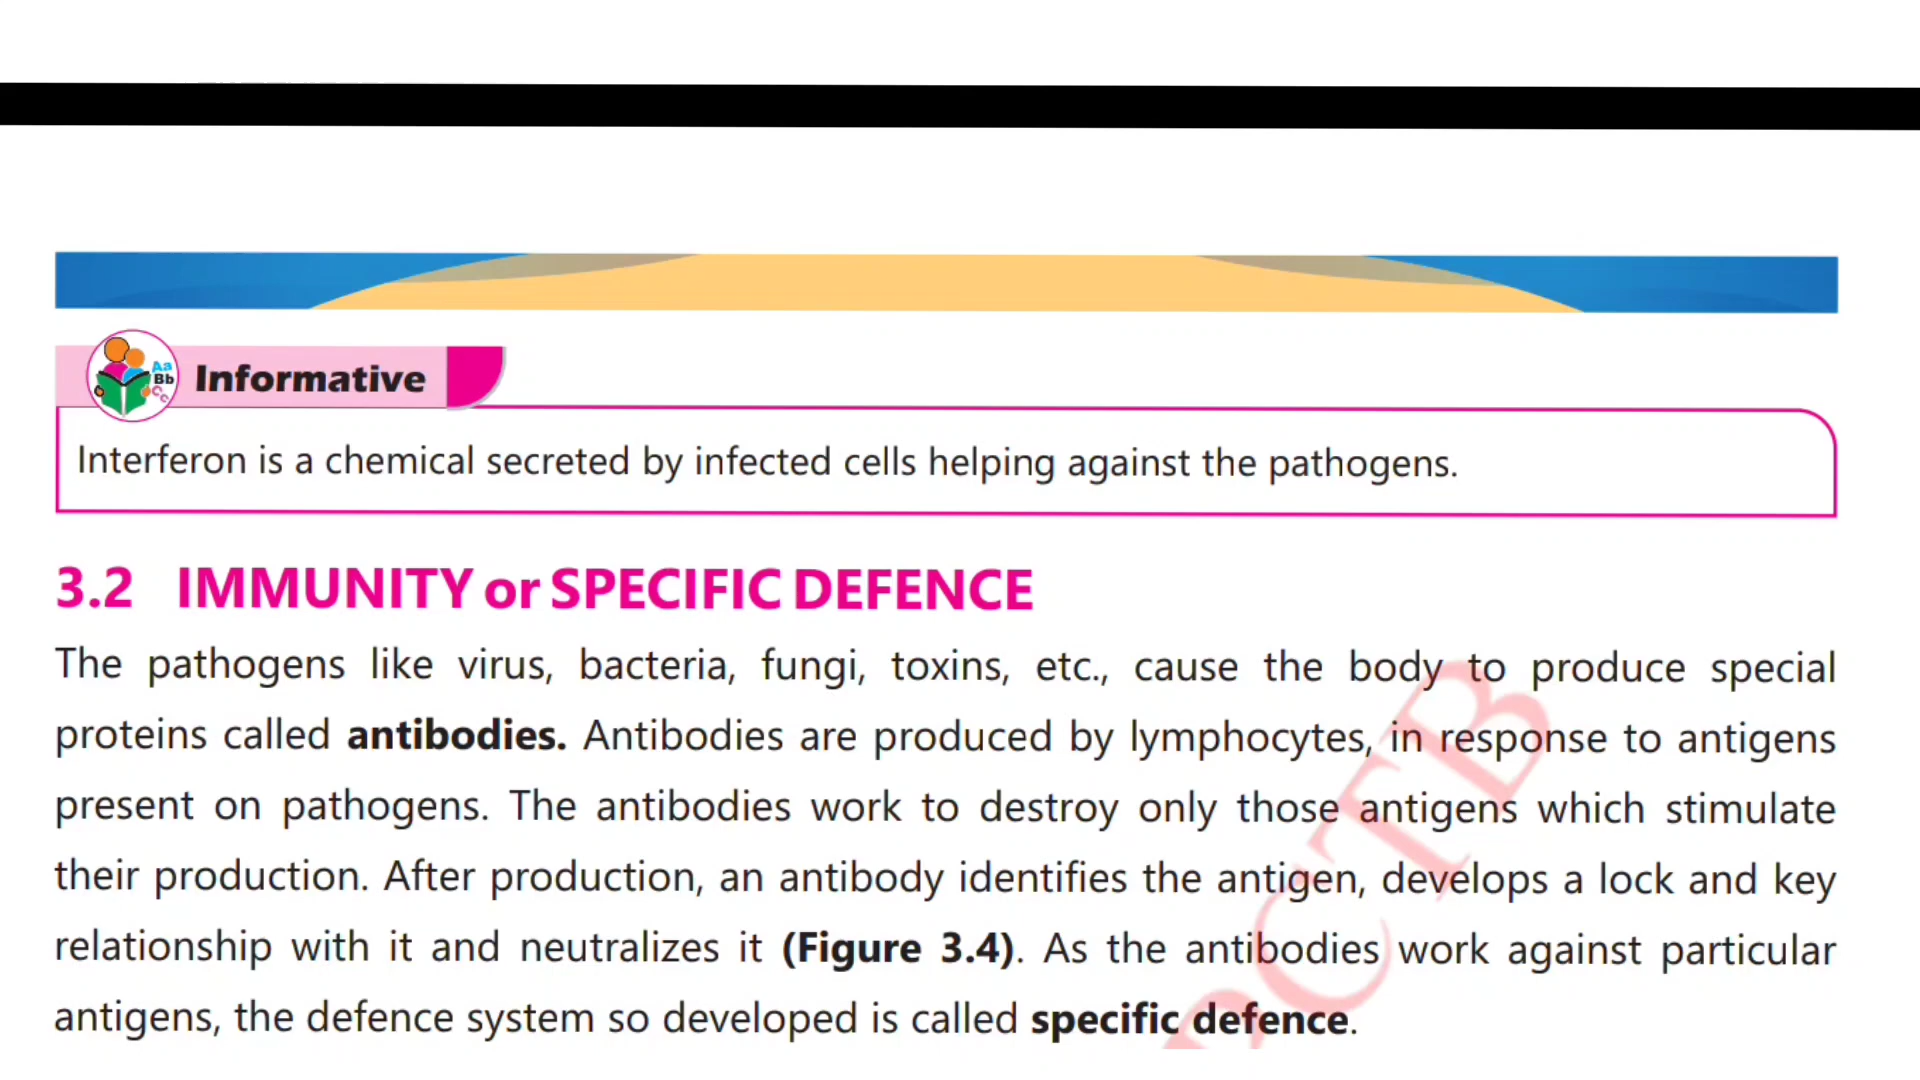 Aa
Bb
Cc
Informative
Interferon is a chemical secreted by infected cells helping against the pathogens.
3.2 IMMUNITY or SPECIFIC DEFENCE
The pathogens like virus, bacteria, fungi, toxins, etc., cause the body to produce special
proteins called antibodies. Antibodies are produced by lymphocytes, in response to antigens
present on pathogens. The antibodies work to destroy only those antigens which stimulate
their production. After production, an antibody identifies the antigen, develops a lock and key
relationship with it and neutralizes it (Figure 3.4). As the antibodies work against particular
antigens, the defence system so developed is called specific defence.
PCTB